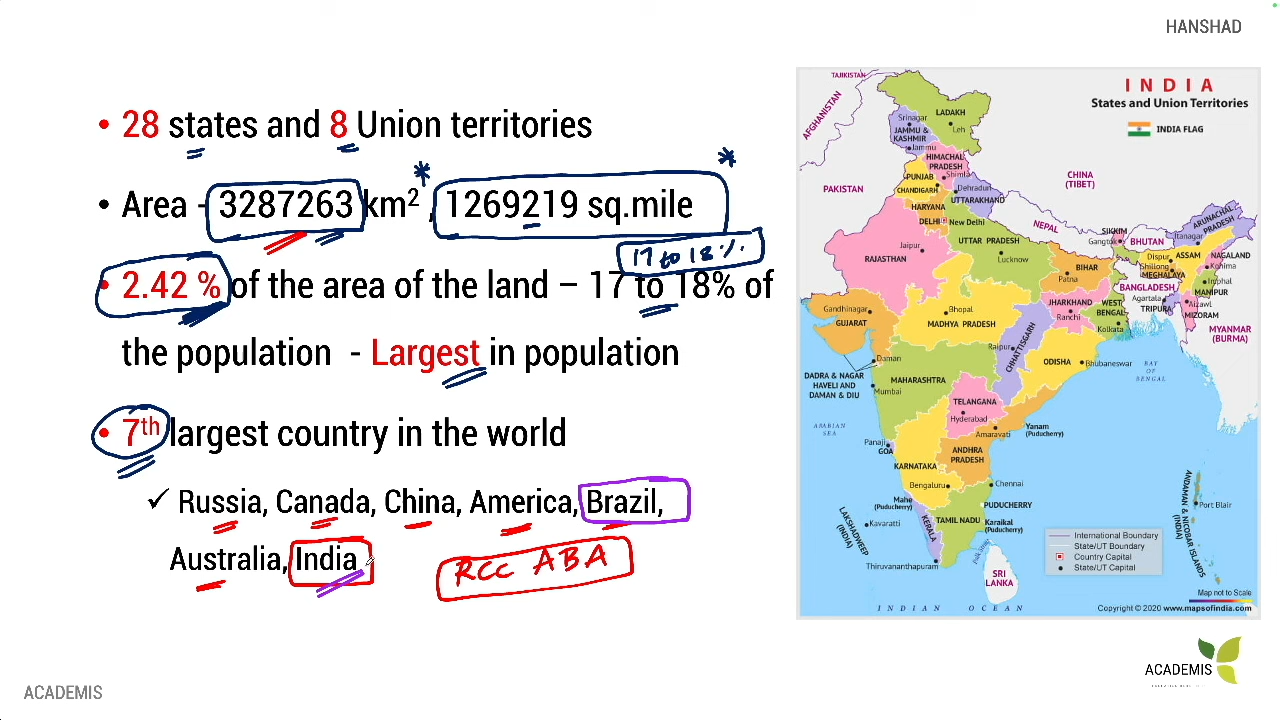 HANSHAD
• 28 states and 8 Union territories
• Area - 3287263 km², 1269219 sq.mile
17 to 18%
• 2.42 % of the area of the land – 17 to 18% of
the population - Largest in population
• 7th largest country in the world
✓ Russia, Canada, China, America, Brazil,
Australia, India
RCC ABA
INDIA
States and Union Territories
INDIA FLAG
TAJIKISTAN
AFGHANISTAN
PAKISTAN
CHINA
(TIBET)
NEPAL
BHUTAN
BANGLADESH
MYANMAR
(BURMA)
SRI
LANKA
LADAKH
Leh
Srinagar
JAMMU &
KASHMIR
Jammu
HIMACHAL
PRADESH
Shimla
PUNJAB
CHANDIGARH
Dehradun
UTTARAKHAND
HARYANA
DELHI
New Delhi
RAJASTHAN
Jaipur
UTTAR PRADESH
Lucknow
BIHAR
Patna
SIKKIM
Gangtok
ARUNACHAL
PRADESH
Itanagar
Dispur
ASSAM
NAGALAND
Kohima
Shillong
MEGHALAYA
Imphal
MANIPUR
Agartala
TRIPURA
Aizawl
MIZORAM
JHARKHAND
Ranchi
WEST
BENGAL
Kolkata
Gandhinagar
GUJARAT
Bhopal
MADHYA PRADESH
CHHATTISGARH
Raipur
ODISHA
Bhubaneswar
Daman
DADRA & NAGAR
HAVELI AND
DAMAN & DIU
MAHARASHTRA
Mumbai
TELANGANA
Hyderabad
Amaravati
ANDHRA
PRADESH
Yanam
(Puducherry)
Panaji
GOA
KARNATAKA
Bengaluru
Chennai
PUDUCHERRY
Mahe
(Puducherry)
KERALA
TAMIL NADU
Karaikal
(Puducherry)
Kavaratti
LAKSHADWEEP
(INDIA)
Thiruvananthapuram
ANDAMAN & NICOBAR ISLANDS
(INDIA)
Port Blair
ARABIAN
SEA
BAY
OF
BENGAL
INDIAN OCEAN
International Boundary
State/UT Boundary
Country Capital
State/UT Capital
Map not to Scale
Copyright © 2020 www.mapsofindia.com
ACADEMIS
ACADEMIS